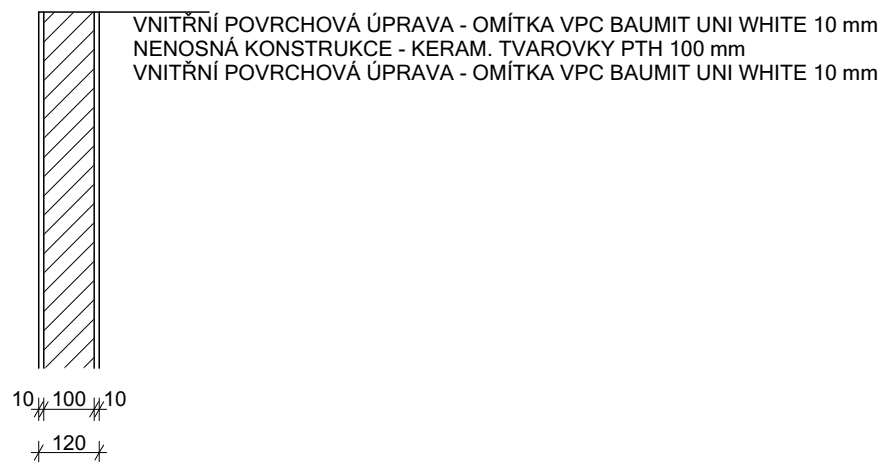 VNITŘNÍ POVRCHOVÁ ÚPRAVA - OMÍTKA VPC BAUMIT UNI WHITE 10 mm
NENOSNÁ KONSTRUKCE - KERAM. TVAROVKY PTH 100 mm
VNITŘNÍ POVRCHOVÁ ÚPRAVA - OMÍTKA VPC BAUMIT UNI WHITE 10 mm
10 100 10
120